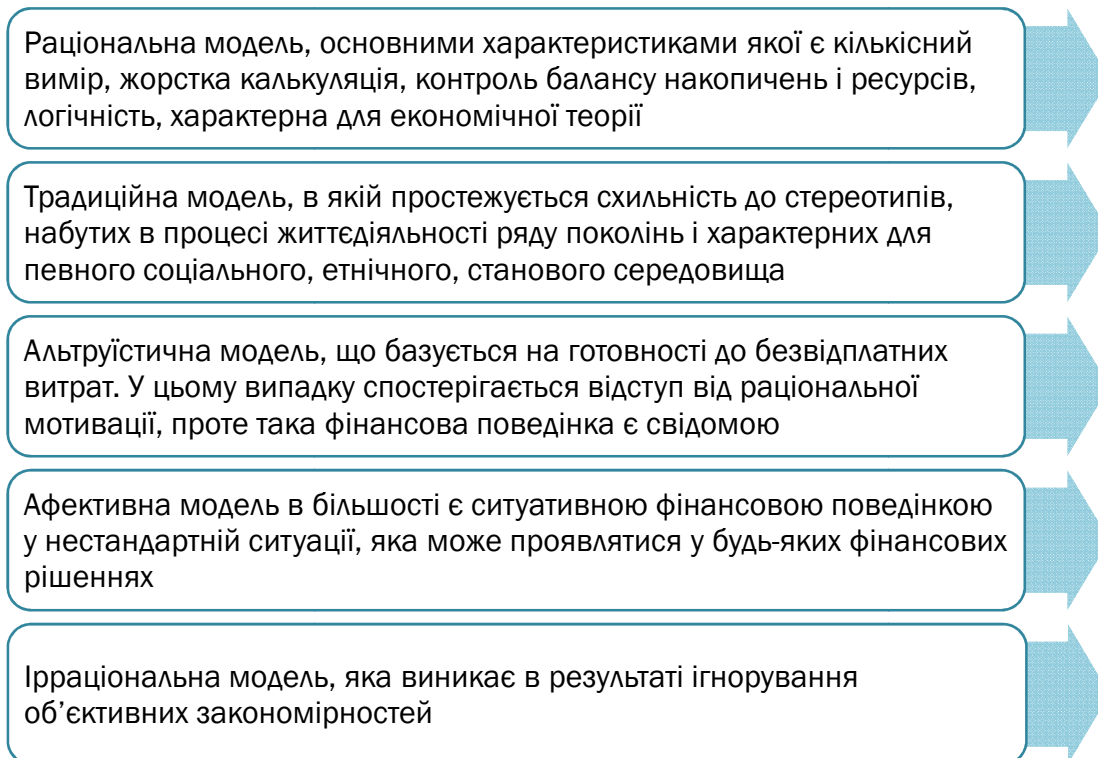 Раціональна модель, основними характеристиками якої є кількісний
вимір, жорстка калькуляція, контроль балансу накопичень і ресурсів,
логічність, характерна для економічної теорії
Традиційна модель, в якій простежується схильність до стереотипів,
набутих в процесі життєдіяльності ряду поколінь і характерних для
певного соціального, етнічного, станового середовища
Альтруїстична модель, що базується на готовності до безвідплатних
витрат. У цьому випадку спостерігається відступ від раціональної
мотивації, проте така фінансова поведінка є свідомою
Афективна модель в більшості є ситуативною фінансовою поведінкою
у нестандартній ситуації, яка може проявлятися у будь-яких фінансових
рішеннях
Ірраціональна модель, яка виникає в результаті ігнорування
об’єктивних закономірностей